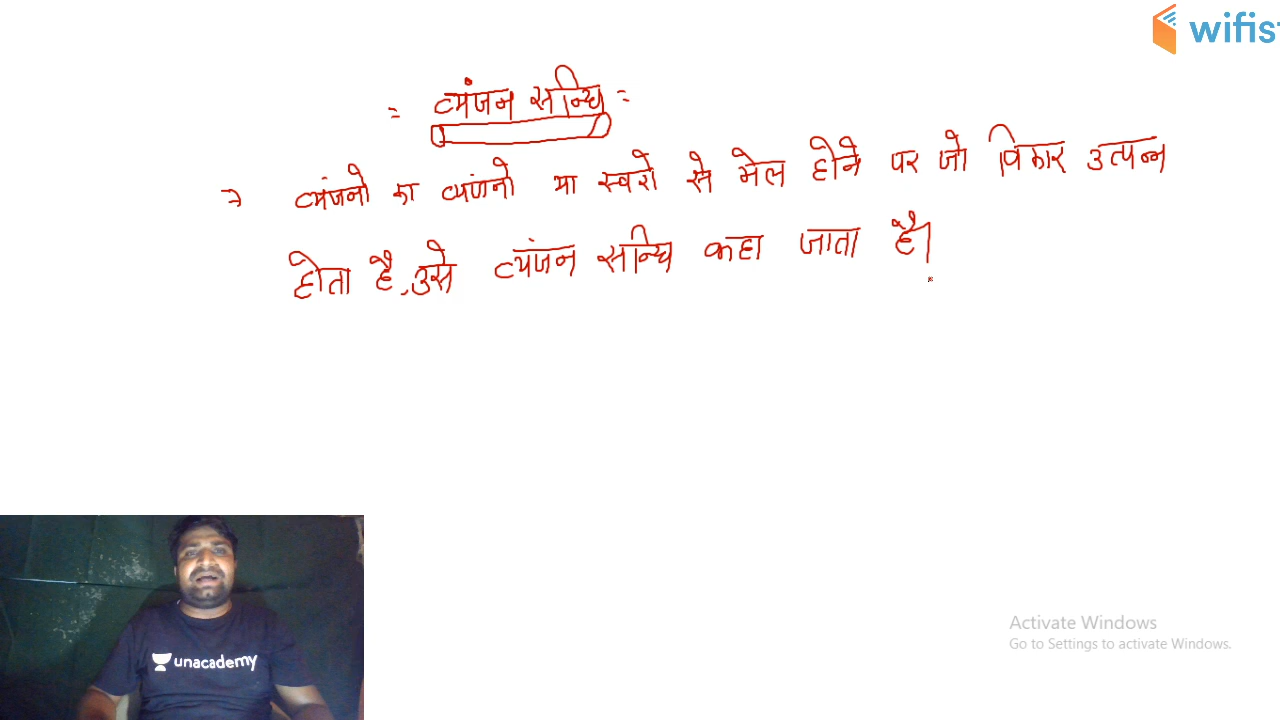 wifis
= व्यंजन सन्धि =
→ व्यंजनो का व्यंजनो या स्वरो से मेल होने पर जो विकार उत्पन्न
होता है, उसे व्यंजन सन्धि कहा जाता है।
unacademy
Activate Windows
Go to Settings to activate Windows.